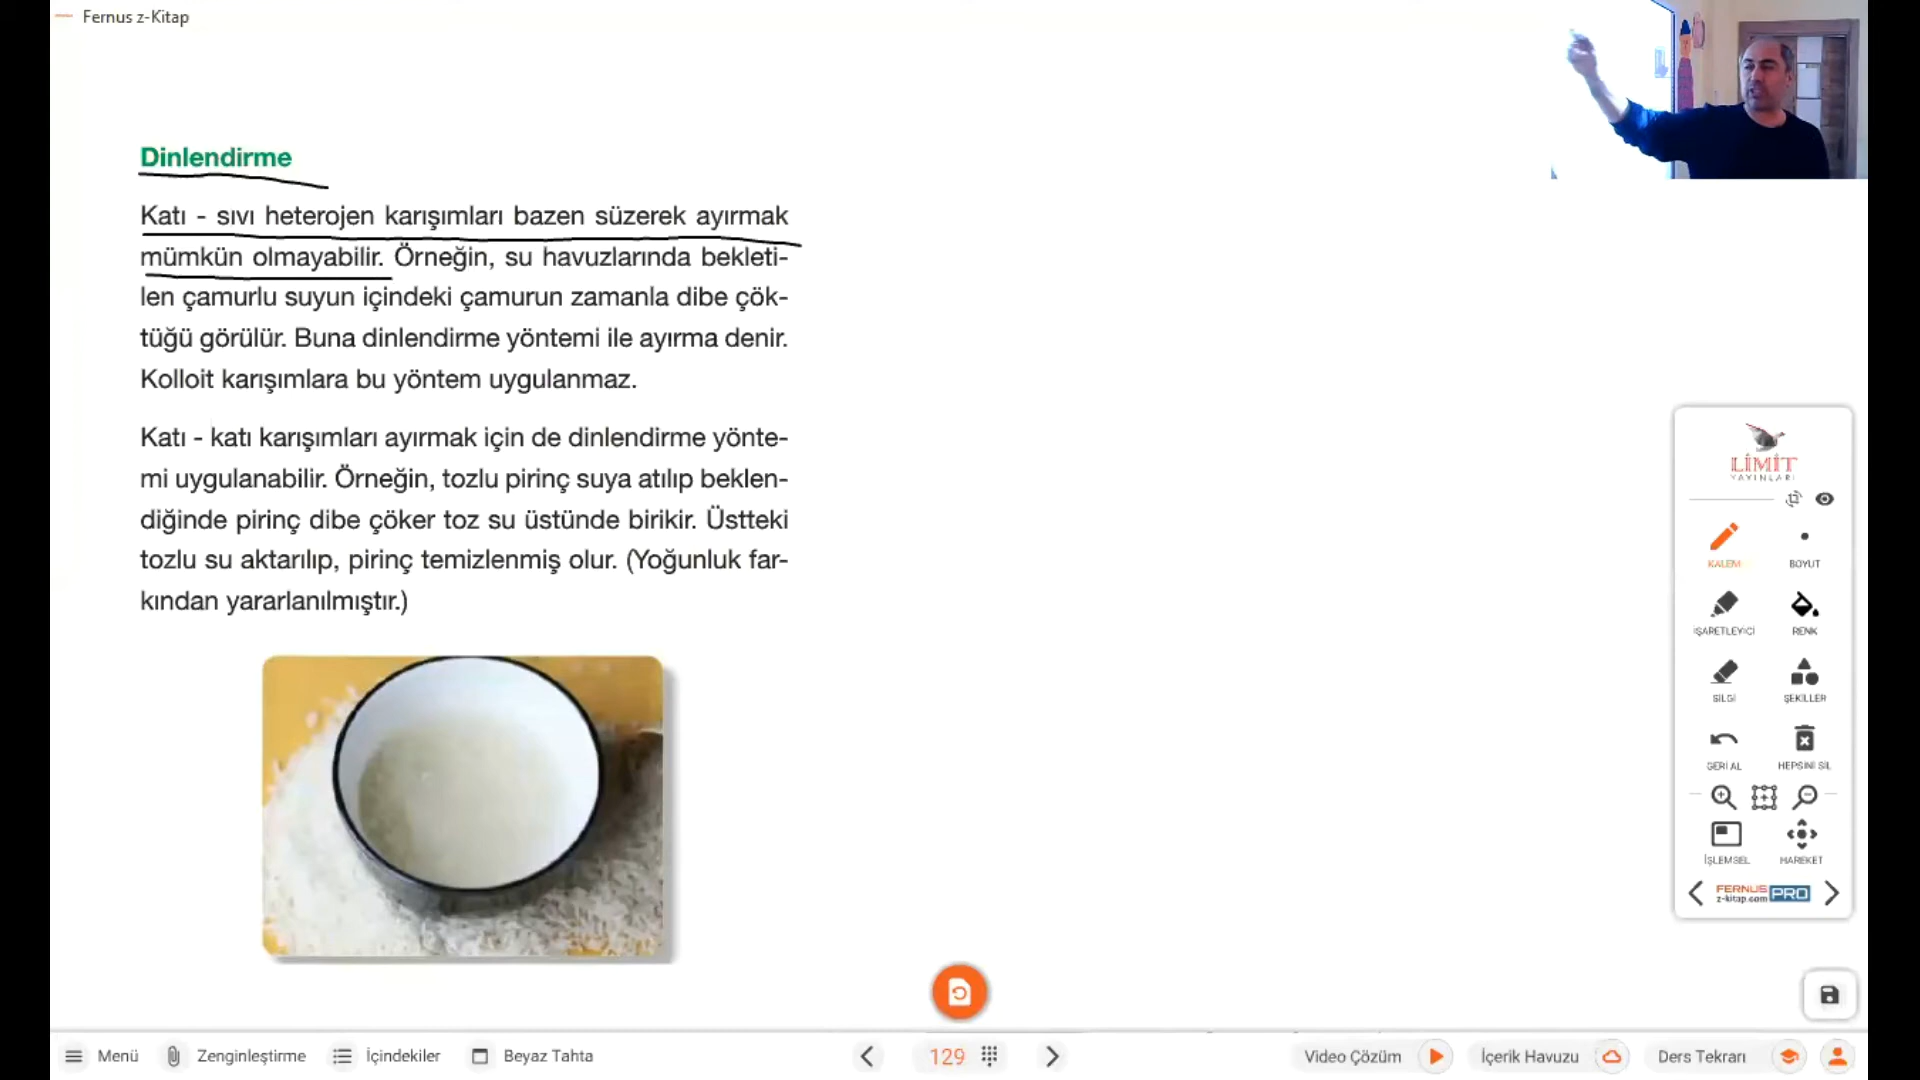 Fernus z-Kitap
Dinlendirme
Katı - sıvı heterojen karışımları bazen süzerek ayırmak
mümkün olmayabilir. Örneğin, su havuzlarında bekleti-
len çamurlu suyun içindeki çamurun zamanla dibe çök-
tüğü görülür. Buna dinlendirme yöntemi ile ayırma denir.
Kolloit karışımlara bu yöntem uygulanmaz.
Katı - katı karışımları ayırmak için de dinlendirme yönte-
mi uygulanabilir. Örneğin, tozlu pirinç suya atılıp beklen-
diğinde pirinç dibe çöker toz su üstünde birikir. Üstteki
tozlu su aktarılıp, pirinç temizlenmiş olur. (Yoğunluk far-
kından yararlanılmıştır.)
LİMİT
YAYINLARI
KALEM BOYUT
İŞARETLEYİCİ RENK
SİLGİ ŞEKİLLER
GERİ AL HEPSİNİ SİL
İŞLEMSEL HAREKET
FERNUS PRO
z-kitap.com
Menü Zenginleştirme İçindekiler Beyaz Tahta 129 Video Çözüm İçerik Havuzu Ders Tekrarı